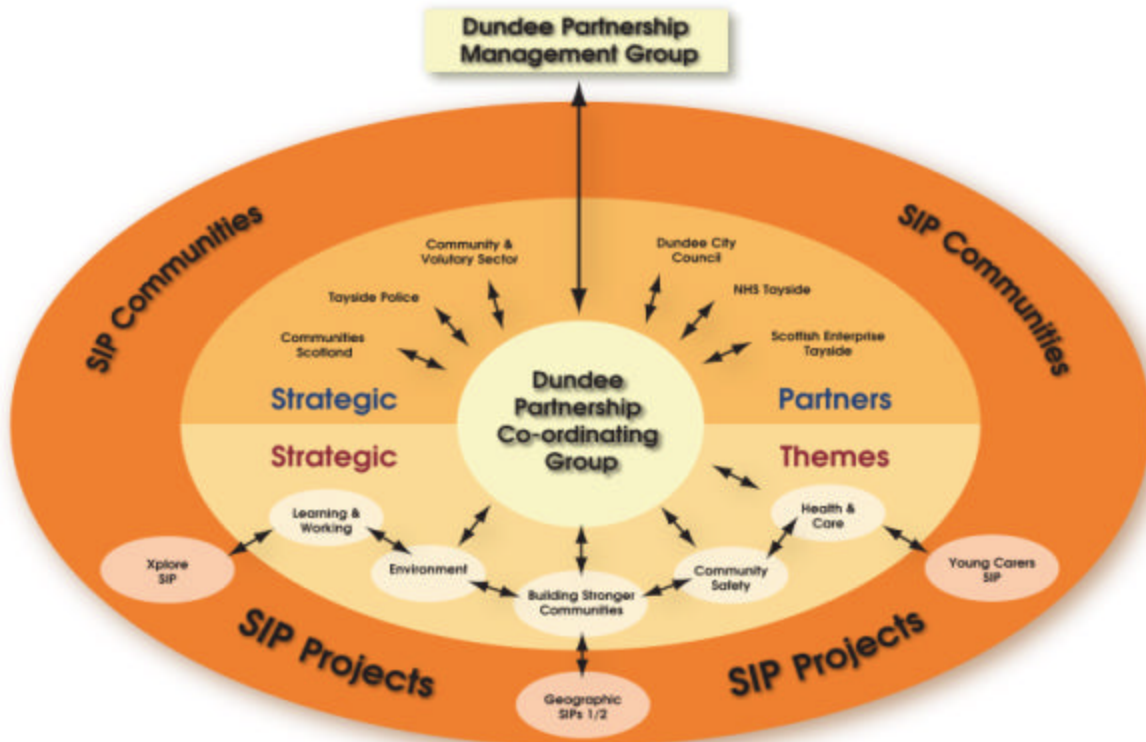 Dundee Partnership
Management Group
SIP Communities
SIP Communities
Community &
Volutary Sector
Dundee City
Council
Tayside Police
NHS Tayside
Communities
Scotland
Scottish Enterprise
Tayside
Dundee
Partnership
Co-ordinating
Group
Strategic
Partners
Strategic
Themes
Learning &
Working
Health &
Care
Xplore
SIP
Environment
Building Stronger
Communities
Community
Safety
Young Carers
SIP
SIP Projects
SIP Projects
Geographic
SIPs 1/2